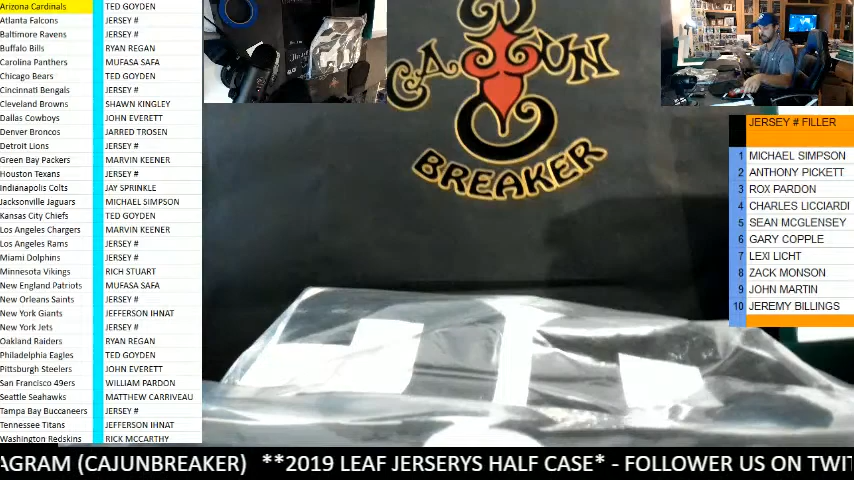 Arizona Cardinals TED GOYDEN
Atlanta Falcons JERSEY #
Baltimore Ravens JERSEY #
Buffalo Bills RYAN REGAN
Carolina Panthers MUFASA SAFA
Chicago Bears TED GOYDEN
Cincinnati Bengals JERSEY #
Cleveland Browns SHAWN KINGLEY
Dallas Cowboys JOHN EVERETT
Denver Broncos JARRED TROSEN
Detroit Lions JERSEY #
Green Bay Packers MARVIN KEENER
Houston Texans JERSEY #
Indianapolis Colts JAY SPRINKLE
Jacksonville Jaguars MICHAEL SIMPSON
Kansas City Chiefs TED GOYDEN
Los Angeles Chargers MARVIN KEENER
Los Angeles Rams JERSEY #
Miami Dolphins JERSEY #
Minnesota Vikings RICH STUART
New England Patriots MUFASA SAFA
New Orleans Saints JERSEY #
New York Giants JEFFERSON IHNAT
New York Jets JERSEY #
Oakland Raiders RYAN REGAN
Philadelphia Eagles TED GOYDEN
Pittsburgh Steelers JOHN EVERETT
San Francisco 49ers WILLIAM PARDON
Seattle Seahawks MATTHEW CARRIVEAU
Tampa Bay Buccaneers JERSEY #
Tennessee Titans JEFFERSON IHNAT
Washington Redskins RICK MCCARTHY
CAJUN
BREAKER
JERSEY # FILLER
1 MICHAEL SIMPSON
2 ANTHONY PICKETT
3 ROX PARDON
4 CHARLES LICCIARDI
5 SEAN MCGLENSEY
6 GARY COPPLE
7 LEXI LICHT
8 ZACK MONSON
9 JOHN MARTIN
10 JEREMY BILLINGS
AGRAM (CAJUNBREAKER) **2019 LEAF JERSERYS HALF CASE* - FOLLOWER US ON TWIT